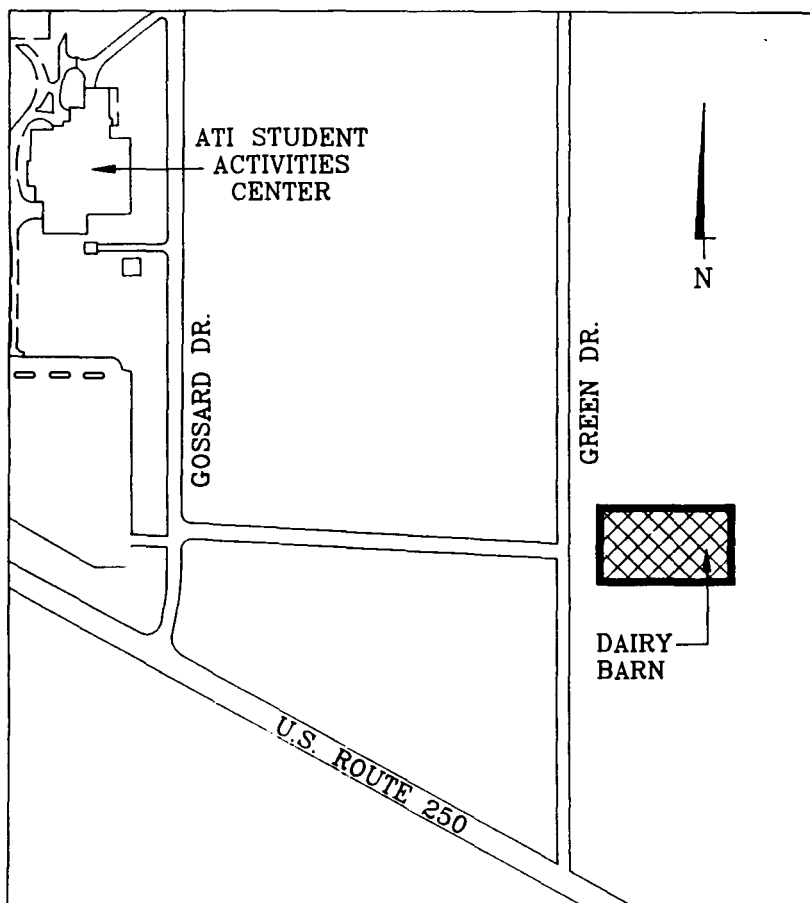 ATI STUDENT
ACTIVITIES
CENTER
N
GOSSARD DR.
GREEN DR.
DAIRY
BARN
U.S. ROUTE 250